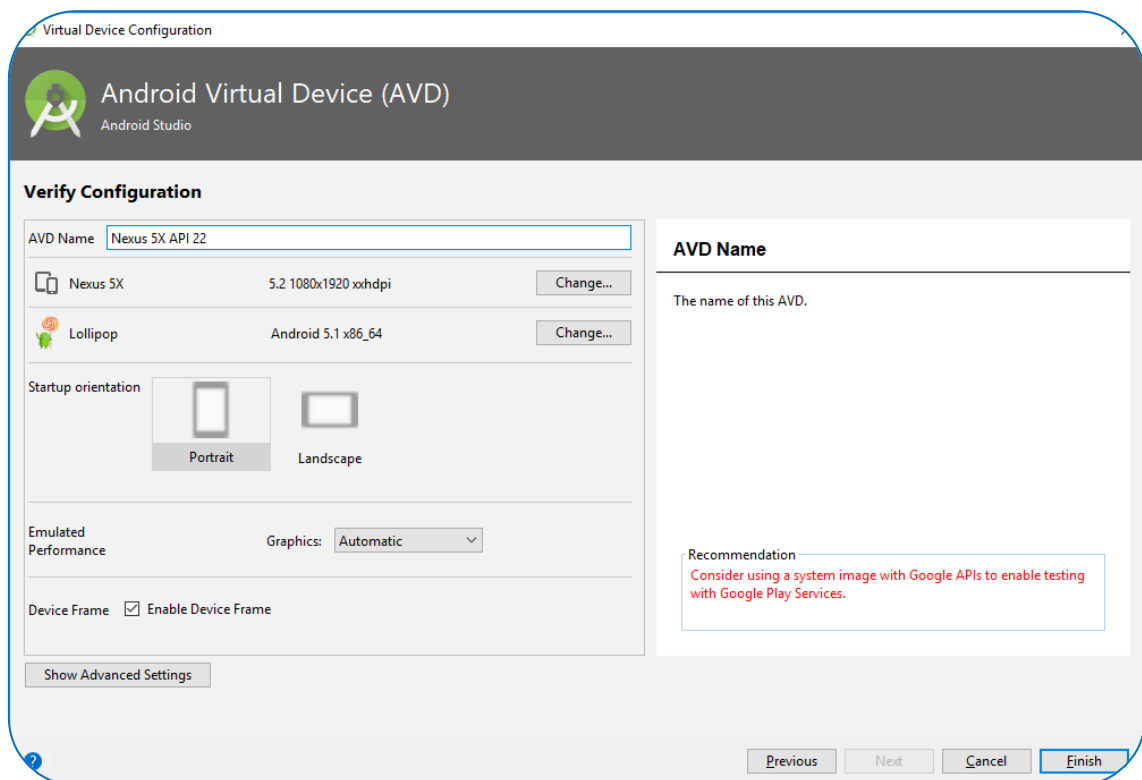 Virtual Device Configuration
Android Virtual Device (AVD)
Android Studio
Verify Configuration
AVD Name Nexus 5X API 22
Nexus 5X 5.2 1080x1920 xxhdpi Change...
Lollipop Android 5.1 x86_64 Change...
Startup orientation
Portrait
Landscape
Emulated
Performance
Graphics: Automatic
Device Frame Enable Device Frame
Show Advanced Settings
AVD Name
The name of this AVD.
Recommendation
Consider using a system image with Google APIs to enable testing
with Google Play Services.
?
Previous Next Cancel Finish